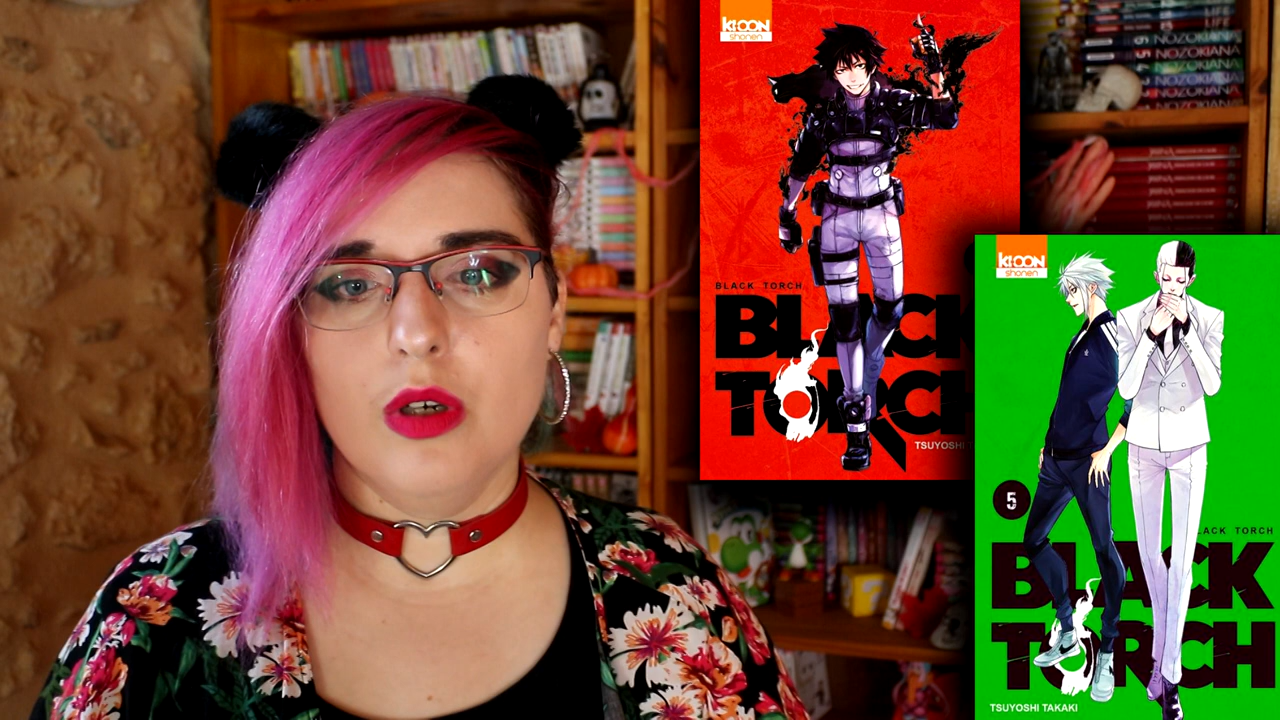 KI-OON
shonen
BLACK TORCH
BLACK
TORCH
TSUYOSHI
NOZOKIANA
NOZOKIANA
NOZOKIANA
NOZOKIANA
KI-OON
shonen
5
BLACK TORCH
BLACK
TORCH
TSUYOSHI TAKAKI